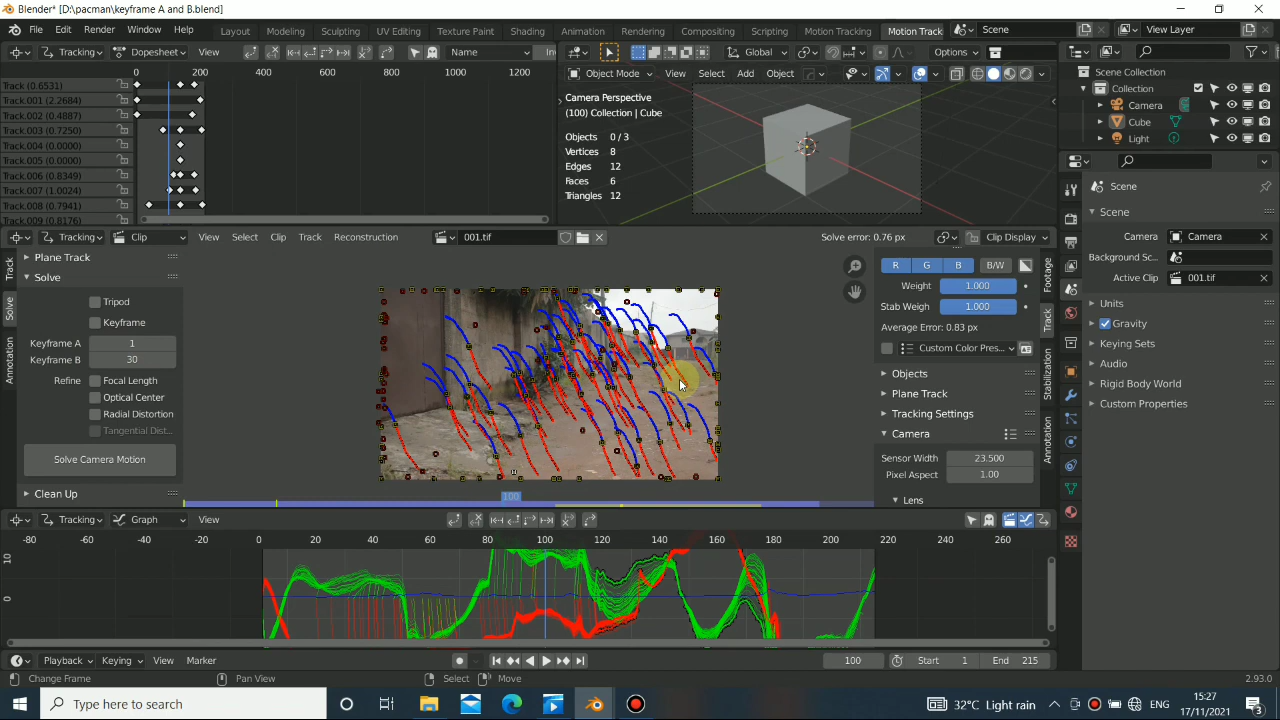 Blender* [D:\pacman\keyframe A and B.blend]
File Edit Render Window Help Layout Modeling Sculpting UV Editing Texture Paint Shading Animation Rendering Compositing Scripting Motion Tracking Motion Track Scene View Layer
Tracking Dopesheet View Name In
Global Options
0 200 400 600 800 1000 1200
Object Mode View Select Add Object
Track (0.6531)
Track.001 (2.2684)
Track.002 (0.4887)
Track.003 (0.7250)
Track.004 (0.0000)
Track.005 (0.0000)
Track.006 (0.8349)
Track.007 (1.0024)
Track.008 (0.7941)
Track.009 (0.8176)
Camera Perspective
(100) Collection | Cube
Objects 0 / 3
Vertices 8
Edges 12
Faces 6
Triangles 12
Scene Collection
Collection
Camera
Cube
Light
Scene
Scene
Camera Camera
Background Sc...
Active Clip 001.tif
Units
Gravity
Keying Sets
Audio
Rigid Body World
Custom Properties
Tracking Clip View Select Clip Track Reconstruction 001.tif Solve error: 0.76 px Clip Display
Track
Solve
Annotation
Plane Track
Solve
Tripod
Keyframe
Keyframe A 1
Keyframe B 30
Refine Focal Length
Optical Center
Radial Distortion
Tangential Dist...
Solve Camera Motion
Clean Up
100
R G B B/W
Weight 1.000
Stab Weigh 1.000
Average Error: 0.83 px
Custom Color Pres...
Objects
Plane Track
Tracking Settings
Camera
Sensor Width 23.500
Pixel Aspect 1.00
Lens
Footage
Track
Stabilization
Annotation
Tracking Graph View
-80 -60 -40 -20 0 20 40 60 80 100 120 140 160 180 200 220 240 260
10
0
Playback Keying View Marker 100 Start 1 End 215
Change Frame Pan View Select Move 2.93.0
Type here to search 32°C Light rain ENG 15:27
17/11/2021 3